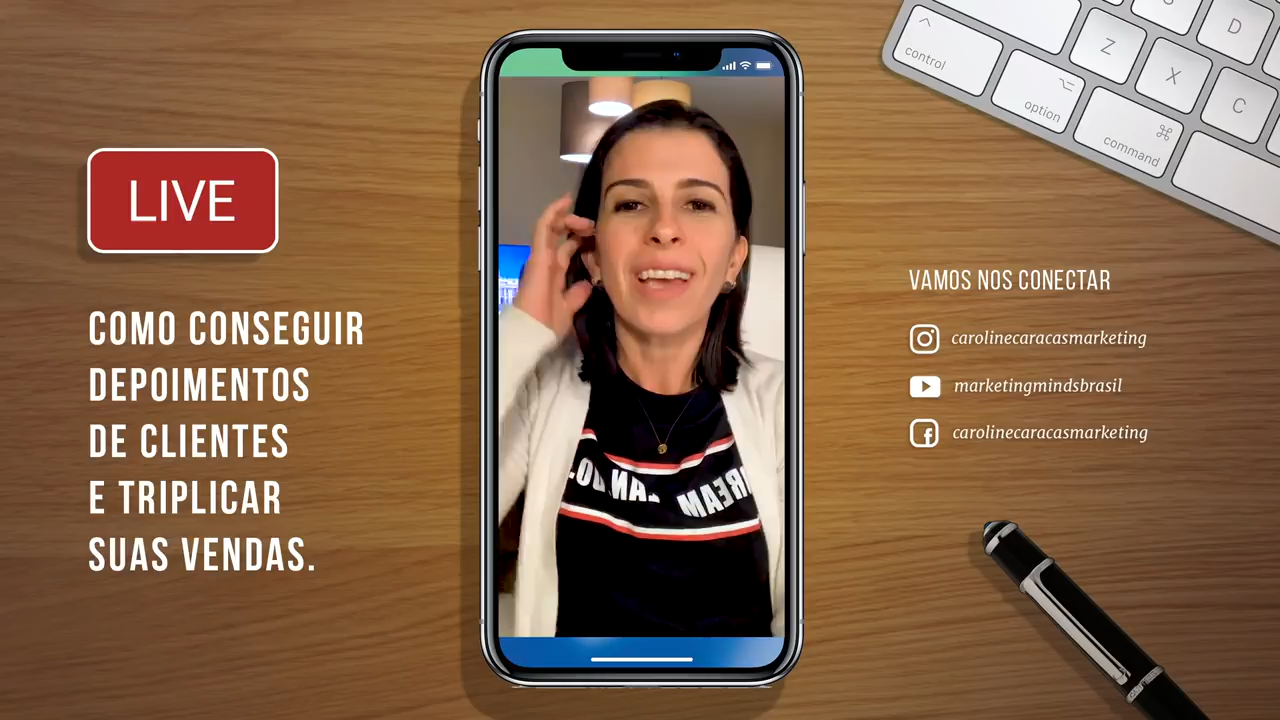 LIVE
COMO CONSEGUIR
DEPOIMENTOS
DE CLIENTES
E TRIPLICAR
SUAS VENDAS.
VAMOS NOS CONECTAR
carolinecaracasmarketing
marketingmindsbrasil
carolinecaracasmarketing
control
option
command
S
D
Z
X
C